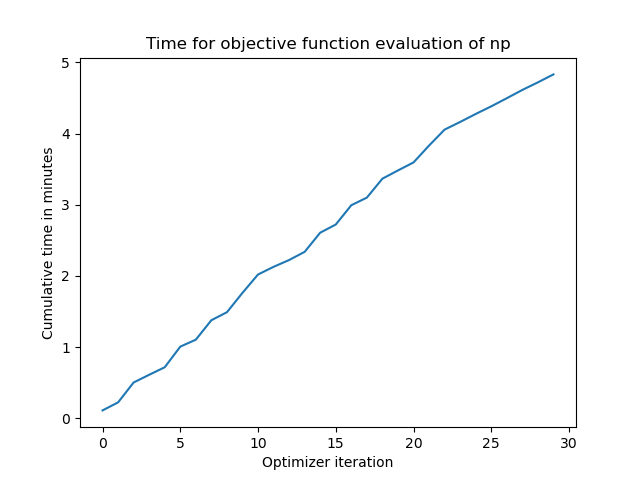 Time for objective function evaluation of np
5
4
3
2
1
0
Cumulative time in minutes
0 5 10 15 20 25 30
Optimizer iteration